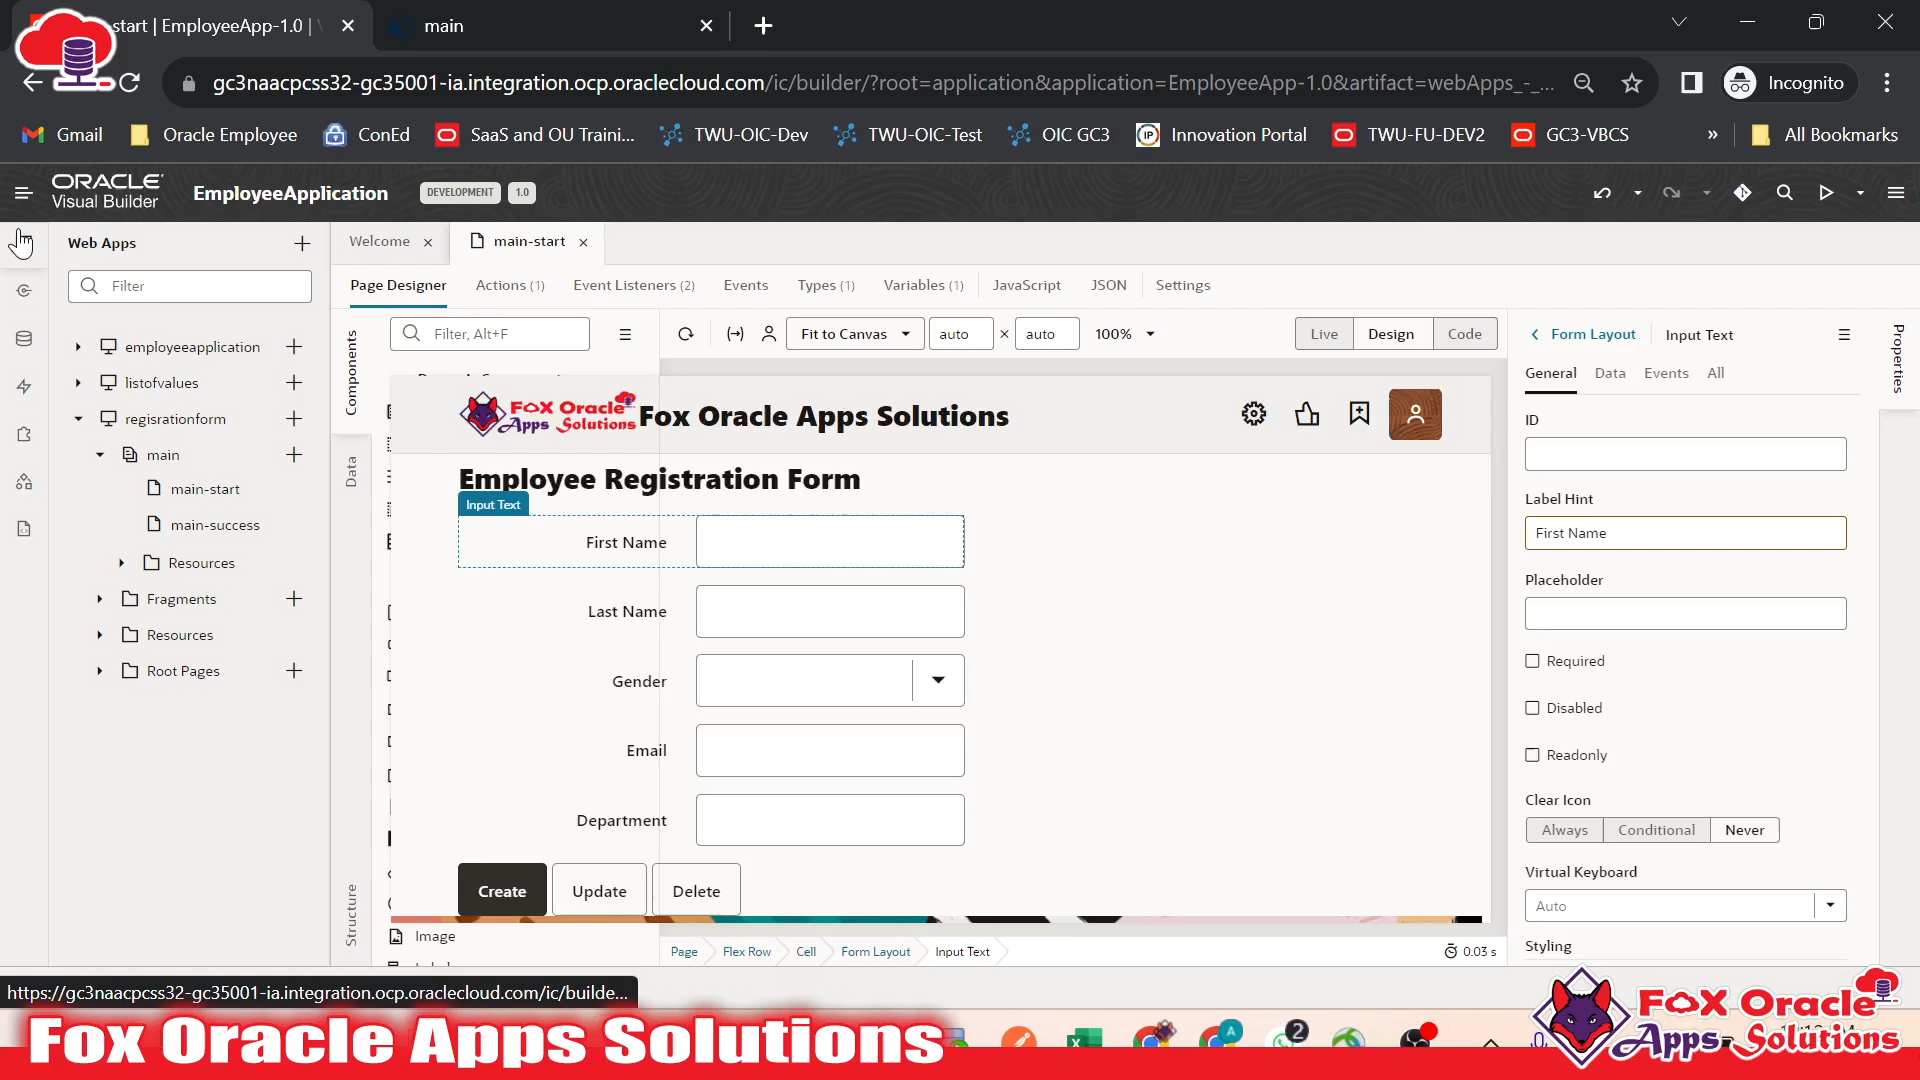 start | EmployeeApp-1.0 |
main
gc3naacpcss32-gc35001-ia.integration.ocp.oraclecloud.com/ic/builder/?root=application&application=EmployeeApp-1.0&artifact=webApps_-_...
Incognito
Gmail
Oracle Employee
ConEd
SaaS and OU Traini...
TWU-OIC-Dev
TWU-OIC-Test
OIC GC3
Innovation Portal
TWU-FU-DEV2
GC3-VBCS
»
All Bookmarks
ORACLE
Visual Builder
EmployeeApplication
DEVELOPMENT
1.0
Web Apps
Welcome
main-start
Filter
Page Designer
Actions (1)
Event Listeners (2)
Events
Types (1)
Variables (1)
JavaScript
JSON
Settings
employeeapplication
listofvalues
regisrationform
main
main-start
main-success
Resources
Fragments
Resources
Root Pages
Components
Data
Structure
Filter, Alt+F
Fit to Canvas
auto
×
auto
100%
Live
Design
Code
FOX Oracle
Apps Solutions
Fox Oracle Apps Solutions
Employee Registration Form
Input Text
First Name
Last Name
Gender
Email
Department
Create
Update
Delete
Image
Page
Flex Row
Cell
Form Layout
Input Text
0.03 s
Form Layout
Input Text
Properties
General
Data
Events
All
ID
Label Hint
First Name
Placeholder
Required
Disabled
Readonly
Clear Icon
Always
Conditional
Never
Virtual Keyboard
Auto
Styling
https://gc3naacpcss32-gc35001-ia.integration.ocp.oraclecloud.com/ic/builde...
Fox Oracle Apps Solutions
A
2
FOX Oracle
Apps Solutions